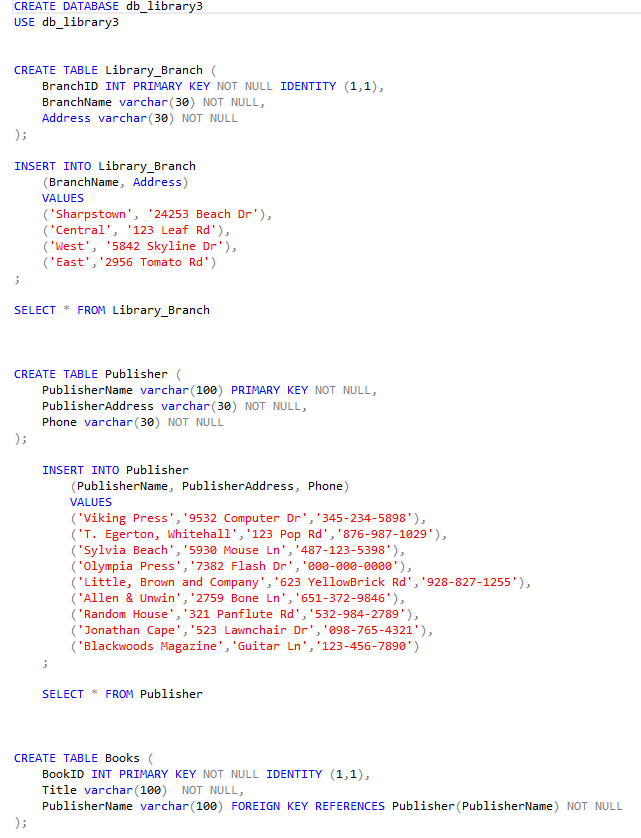 CREATE DATABASE db_library3
USE db_library3
CREATE TABLE Library_Branch (
BranchID INT PRIMARY KEY NOT NULL IDENTITY (1,1),
BranchName varchar(30) NOT NULL,
Address varchar(30) NOT NULL
);
INSERT INTO Library_Branch
(BranchName, Address)
VALUES
('Sharpstown', '24253 Beach Dr'),
('Central', '123 Leaf Rd'),
('West', '5842 Skyline Dr'),
('East','2956 Tomato Rd')
;
SELECT * FROM Library_Branch
CREATE TABLE Publisher (
PublisherName varchar(100) PRIMARY KEY NOT NULL,
PublisherAddress varchar(30) NOT NULL,
Phone varchar(30) NOT NULL
);
INSERT INTO Publisher
(PublisherName, PublisherAddress, Phone)
VALUES
('Viking Press','9532 Computer Dr','345-234-5898'),
('T. Egerton, Whitehall','123 Pop Rd','876-987-1029'),
('Sylvia Beach','5930 Mouse Ln','487-123-5398'),
('Olympia Press','7382 Flash Dr','000-000-0000'),
('Little, Brown and Company','623 YellowBrick Rd','928-827-1255'),
('Allen & Unwin','2759 Bone Ln','651-372-9846'),
('Random House','321 Panflute Rd','532-984-2789'),
('Jonathan Cape','523 Lawnchair Dr','098-765-4321'),
('Blackwoods Magazine','Guitar Ln','123-456-7890')
;
SELECT * FROM Publisher
CREATE TABLE Books (
BookID INT PRIMARY KEY NOT NULL IDENTITY (1,1),
Title varchar(100)  NOT NULL,
PublisherName varchar(100) FOREIGN KEY REFERENCES Publisher(PublisherName) NOT NULL
);